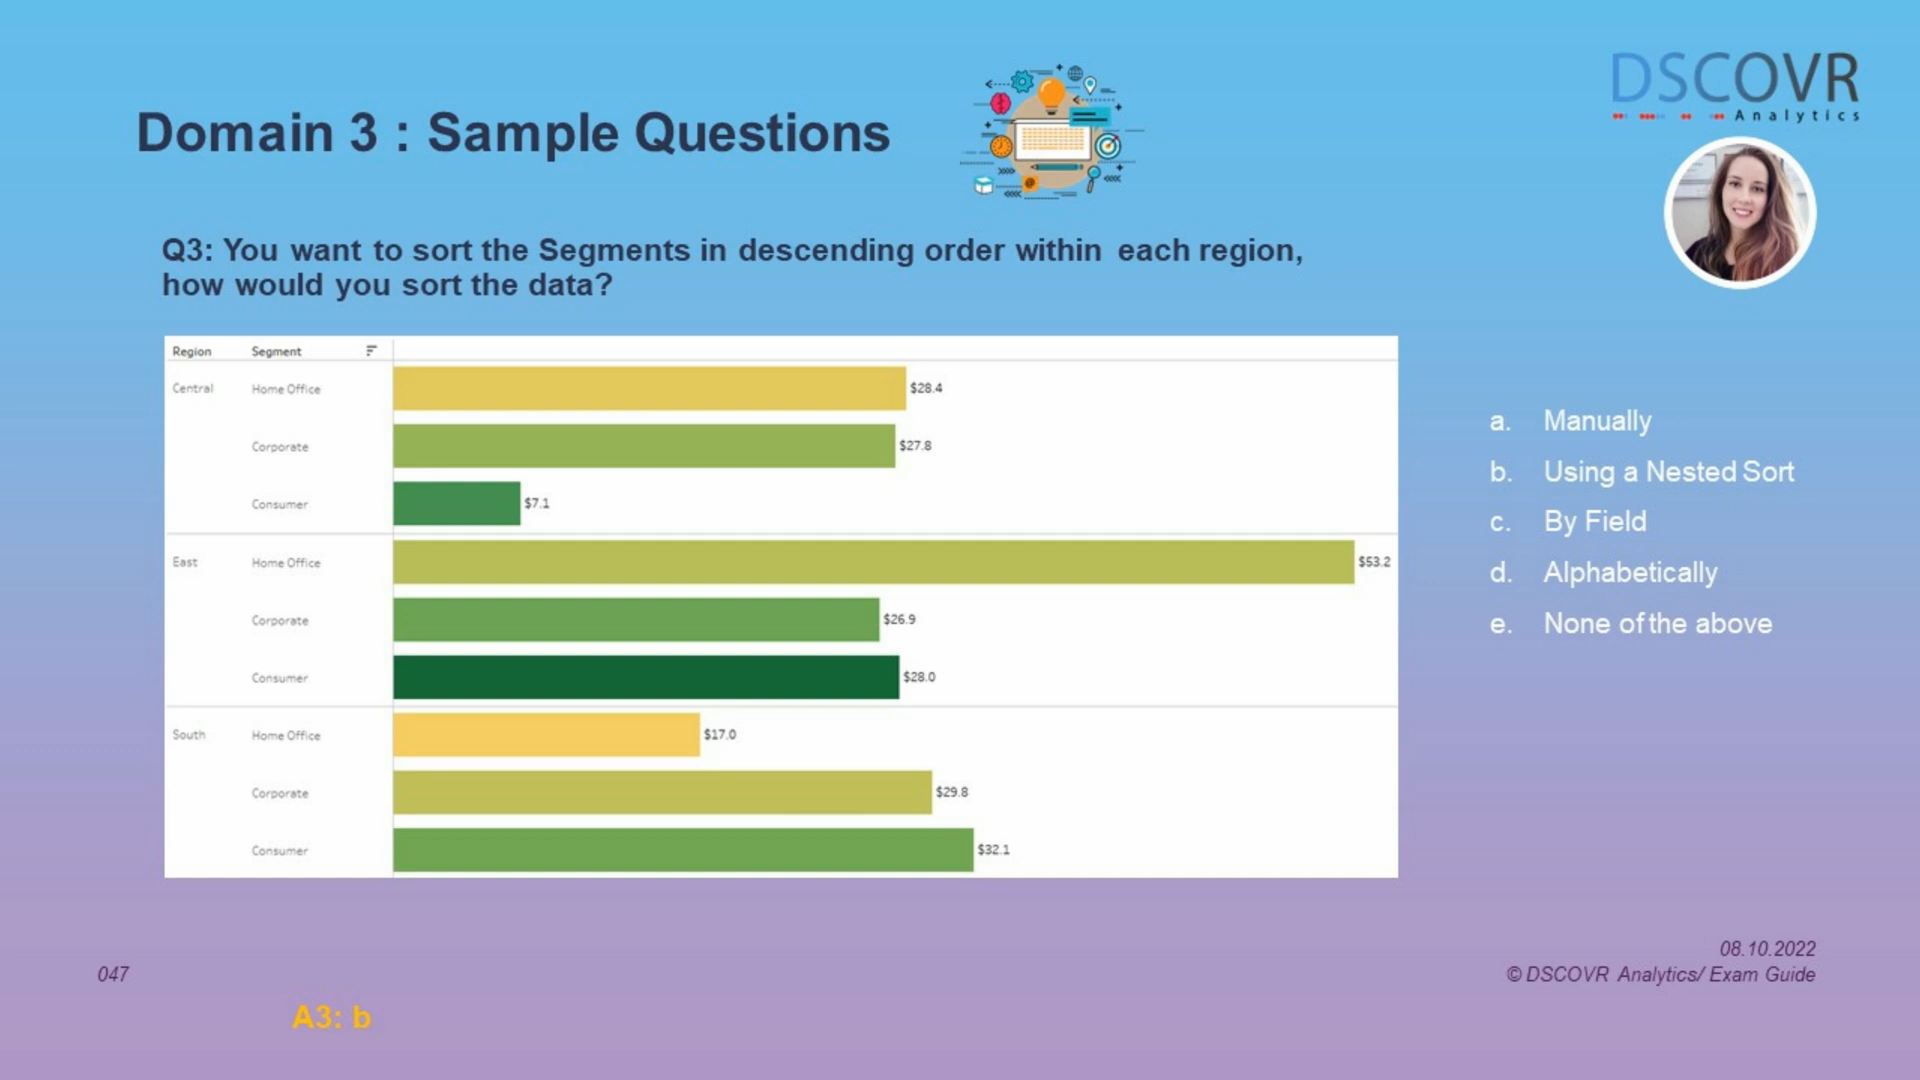 DSCOVR
Analytics
Domain 3 : Sample Questions
Q3: You want to sort the Segments in descending order within each region,
how would you sort the data?
Region Segment
Central Home Office $28.4
Corporate $27.8
Consumer $7.1
East Home Office $53.2
Corporate $26.9
Consumer $28.0
South Home Office $17.0
Corporate $29.8
Consumer $32.1
a. Manually
b. Using a Nested Sort
c. By Field
d. Alphabetically
e. None of the above
08.10.2022
047
© DSCOVR Analytics/ Exam Guide
A3: b